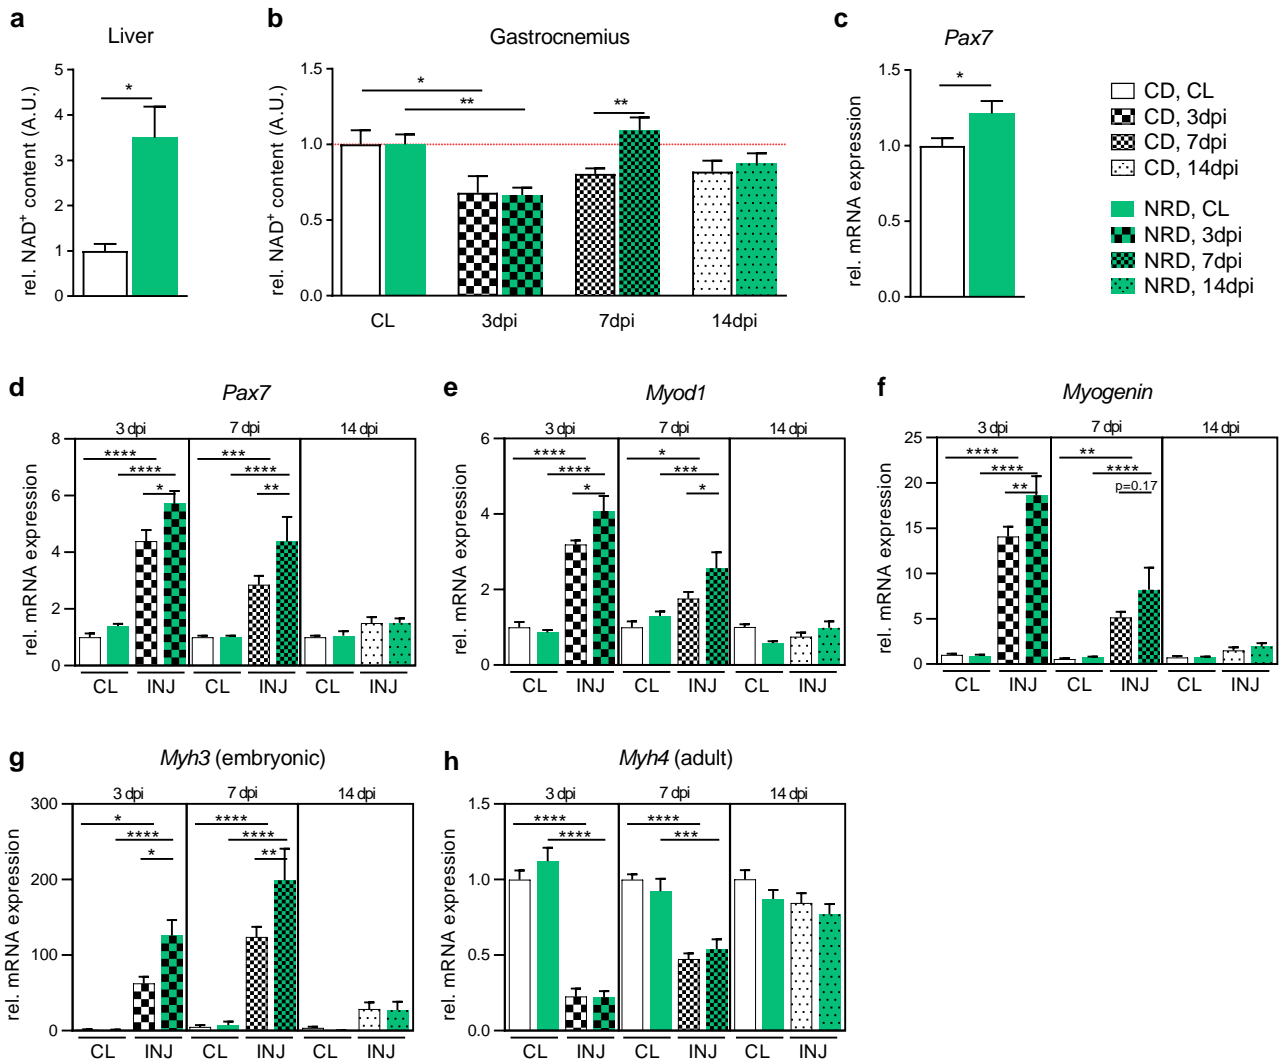 a
Liver
rel. NAD+ content (A.U.)
5
4
3
2
1
0
*
b
Gastrocnemius
rel. NAD+ content (A.U.)
1.5
1.0
0.5
0.0
*
**
**
CL
3dpi
7dpi
14dpi
c
Pax7
rel. mRNA expression
1.5
1.0
0.5
0.0
*
CD, CL
CD, 3dpi
CD, 7dpi
CD, 14dpi
NRD, CL
NRD, 3dpi
NRD, 7dpi
NRD, 14dpi
d
Pax7
3 dpi 7 dpi 14 dpi
rel. mRNA expression
8
6
4
2
0
**** ***
**** ****
* **
CL INJ CL INJ CL INJ
e
Myod1
3 dpi 7 dpi 14 dpi
rel. mRNA expression
6
4
2
0
**** *
**** ***
* *
CL INJ CL INJ CL INJ
f
Myogenin
3 dpi 7 dpi 14 dpi
rel. mRNA expression
25
20
15
10
5
0
**** **
**** ****
** p=0.17
CL INJ CL INJ CL INJ
g
Myh3 (embryonic)
3 dpi 7 dpi 14 dpi
rel. mRNA expression
300
200
100
0
* ****
**** ****
* **
CL INJ CL INJ CL INJ
h
Myh4 (adult)
3 dpi 7 dpi 14 dpi
rel. mRNA expression
1.5
1.0
0.5
0.0
**** ****
**** ***
CL INJ CL INJ CL INJ